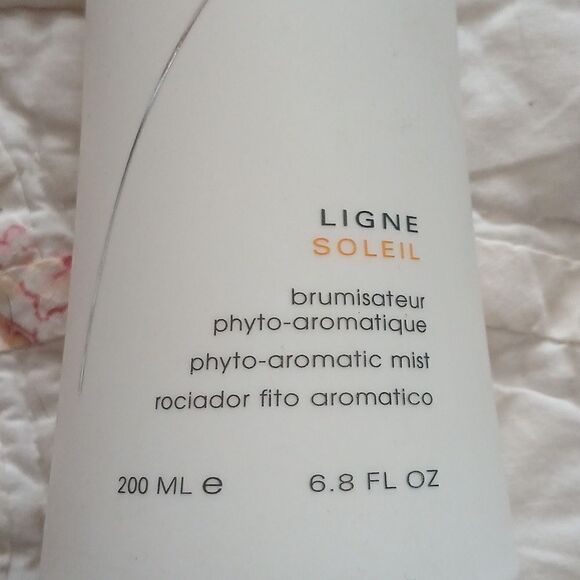 LIGNE
SOLEIL
brumisateur
phyto-aromatique
phyto-aromatic mist
rociador fito aromatico
200 ML e 6.8 FL OZ